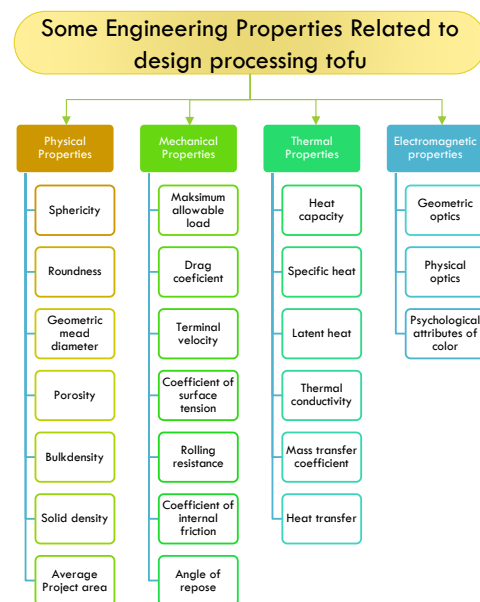 Some Engineering Properties Related to
design processing tofu
Physical
Properties
Sphericity
Roundness
Geometric
mead
diameter
Porosity
Bulkdensity
Solid density
Average
Project area
Mechanical
Properties
Maksimum
allowable
load
Drag
coeficient
Terminal
velocity
Coefficient of
surface
tension
Rolling
resistance
Coefficient of
internal
friction
Angle of
repose
Thermal
Properties
Heat
capacity
Specific heat
Latent heat
Thermal
conductivity
Mass transfer
coefficient
Heat transfer
Electromagnetic
properties
Geometric
optics
Physical
optics
Psychological
attributes of
color